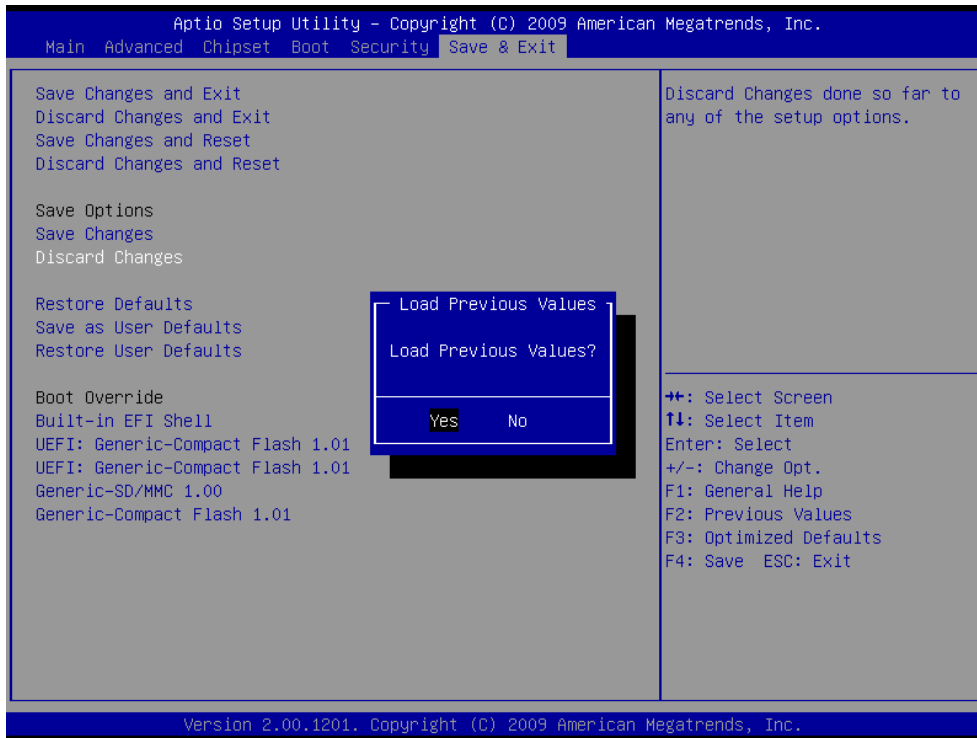 Aptio Setup Utility – Copyright (C) 2009 American Megatrends, Inc.
Main Advanced Chipset Boot Security Save & Exit
Save Changes and Exit
Discard Changes and Exit
Save Changes and Reset
Discard Changes and Reset
Save Options
Save Changes
Discard Changes
Restore Defaults
Save as User Defaults
Restore User Defaults
Boot Override
Built-in EFI Shell
UEFI: Generic-Compact Flash 1.01
UEFI: Generic-Compact Flash 1.01
Generic-SD/MMC 1.00
Generic-Compact Flash 1.01
Load Previous Values
Load Previous Values?
Yes No
Discard Changes done so far to
any of the setup options.
→←: Select Screen
↑↓: Select Item
Enter: Select
+/-: Change Opt.
F1: General Help
F2: Previous Values
F3: Optimized Defaults
F4: Save ESC: Exit
Version 2.00.1201. Copyright (C) 2009 American Megatrends, Inc.